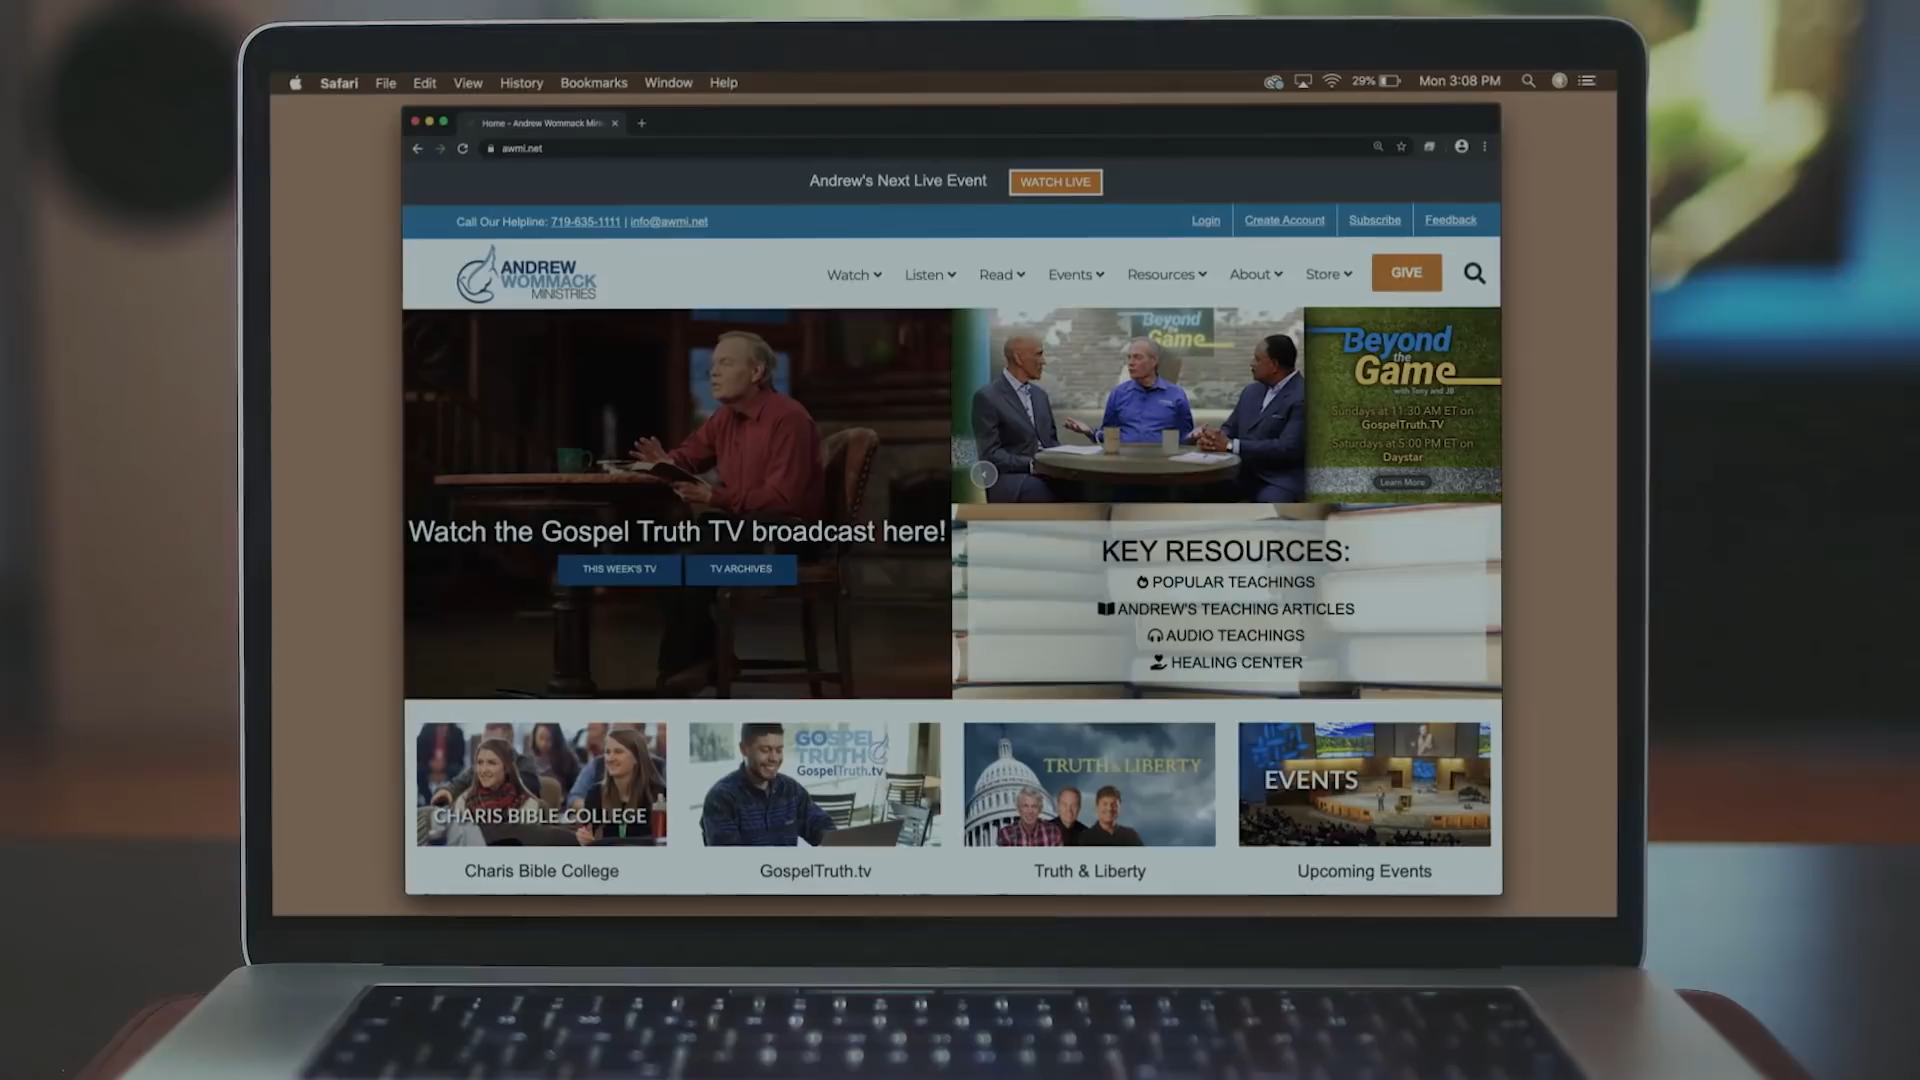 Safari File Edit View History Bookmarks Window Help
29% Mon 3:08 PM
Home - Andrew Wommack Min
awmi.net
Andrew's Next Live Event WATCH LIVE
Call Our Helpline: 719-635-1111 | info@awmi.net
Login Create Account Subscribe Feedback
ANDREW
WOMMACK
MINISTRIES
Watch Listen Read Events Resources About Store GIVE
Beyond
the
Game
Beyond
the
Game
with Tony and JB
Sundays at 11:30 AM ET on
GospelTruth.TV
Saturdays at 5:00 PM ET on
Daystar
Learn More
Watch the Gospel Truth TV broadcast here!
THIS WEEK'S TV TV ARCHIVES
KEY RESOURCES:
POPULAR TEACHINGS
ANDREW'S TEACHING ARTICLES
AUDIO TEACHINGS
HEALING CENTER
CHARIS BIBLE COLLEGE
Charis Bible College
GOSPEL
TRUTH
GospelTruth.tv
GospelTruth.tv
TRUTH & LIBERTY
Truth & Liberty
EVENTS
Upcoming Events